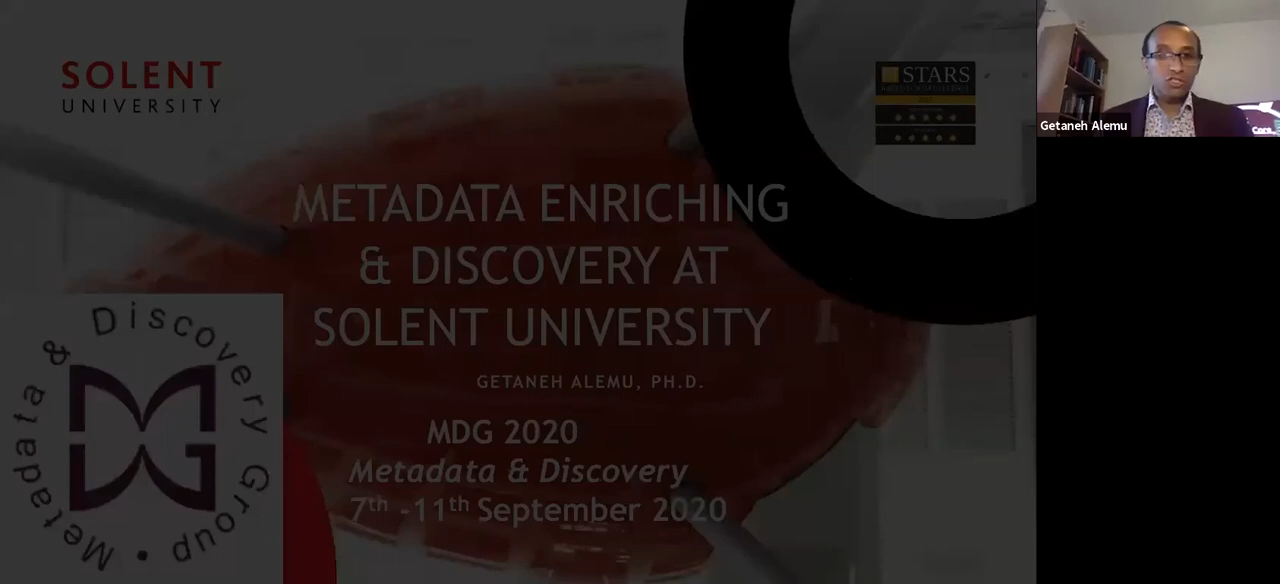 SOLENT
UNIVERSITY
STARS
METADATA ENRICHING
& DISCOVERY AT
SOLENT UNIVERSITY
GETANEH ALEMU, PH.D.
MDG 2020
Metadata & Discovery
7th -11th September 2020
Metadata & Discovery Group •
Getaneh Alemu